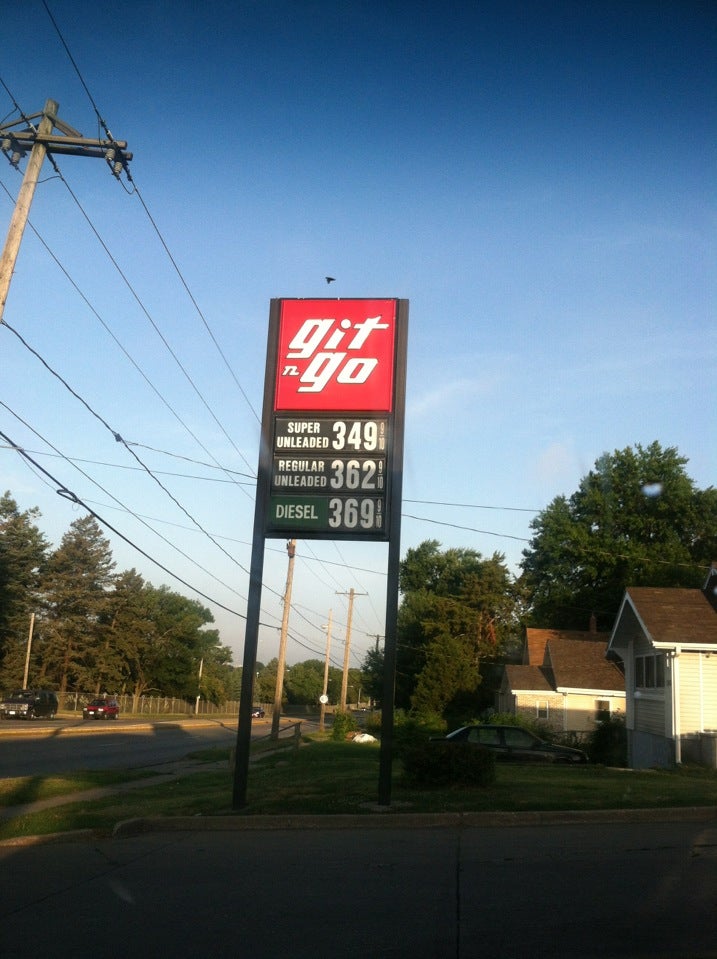 git
n go
SUPER
UNLEADED 349 9/10
REGULAR
UNLEADED 362 9/10
DIESEL 369 9/10